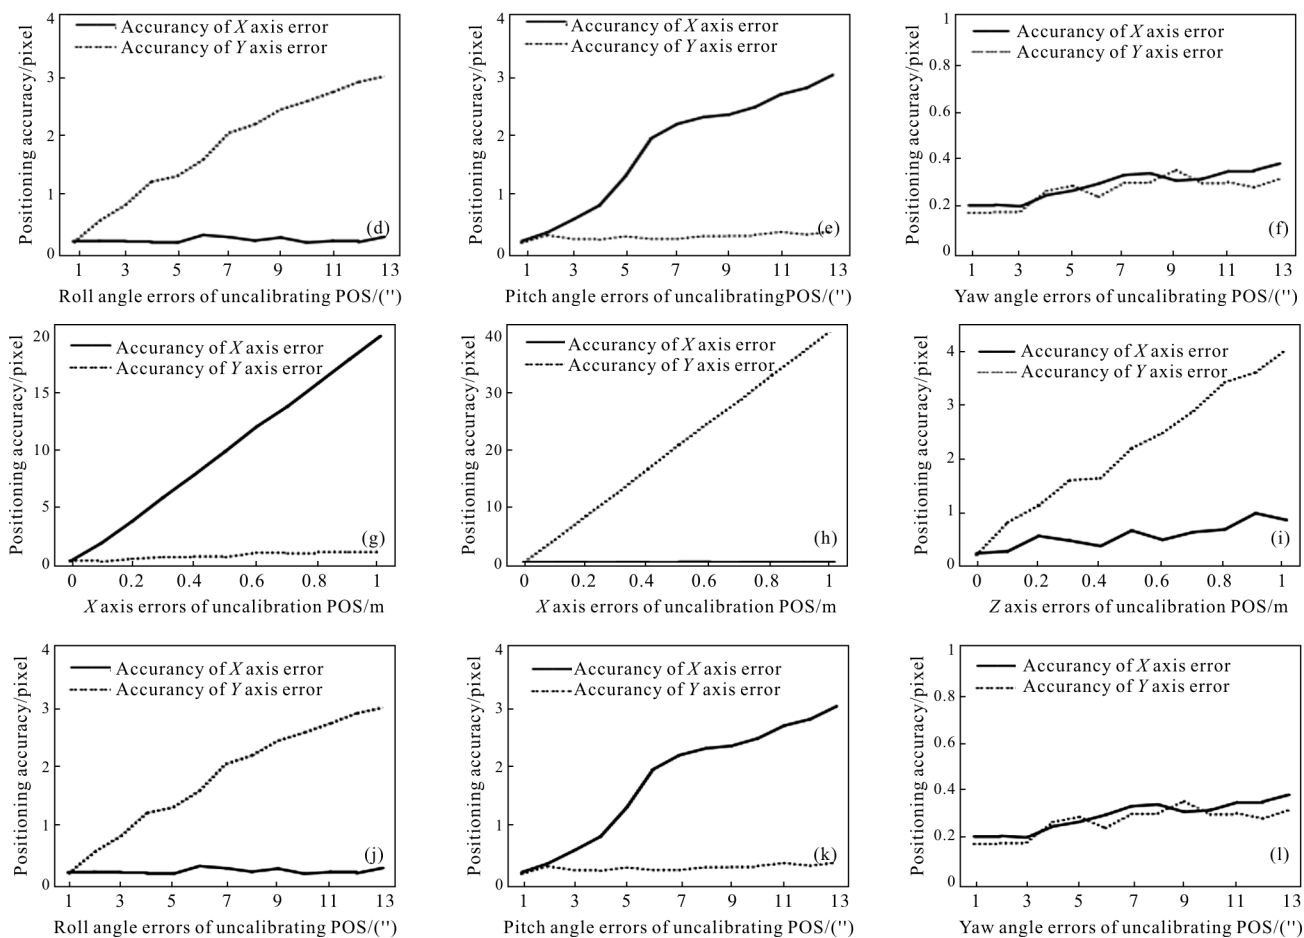 4
3
2
1
0
Positioning accuracy/pixel
Accurancy of X axis error
Accurancy of Y axis error
(d)
1 3 5 7 9 11 13
Roll angle errors of uncalibrating POS/('')
4
3
2
1
0
Positioning accuracy/pixel
Accurancy of X axis error
Accurancy of Y axis error
(e)
1 3 5 7 9 11 13
Pitch angle errors of uncalibratingPOS/('')
1
0.8
0.6
0.4
0.2
0
Positioning accuracy/pixel
Accurancy of X axis error
Accurancy of Y axis error
(f)
1 3 5 7 9 11 13
Yaw angle errors of uncalibrating POS/('')
20
15
10
5
0
Positioning accuracy/pixel
Accurancy of X axis error
Accurancy of Y axis error
(g)
0 0.2 0.4 0.6 0.8 1
X axis errors of uncalibration POS/m
40
30
20
10
0
Positioning accuracy/pixel
Accurancy of X axis error
Accurancy of Y axis error
(h)
0 0.2 0.4 0.6 0.8 1
X axis errors of uncalibration POS/m
4
3
2
1
0
Positioning accuracy/pixel
Accurancy of X axis error
Accurancy of Y axis error
(i)
0 0.2 0.4 0.6 0.8 1
Z axis errors of uncalibration POS/m
4
3
2
1
0
Positioning accuracy/pixel
Accurancy of X axis error
Accurancy of Y axis error
(j)
1 3 5 7 9 11 13
Roll angle errors of uncalibrating POS/('')
4
3
2
1
0
Positioning accuracy/pixel
Accurancy of X axis error
Accurancy of Y axis error
(k)
1 3 5 7 9 11 13
Pitch angle errors of uncalibratingPOS/('')
1
0.8
0.6
0.4
0.2
0
Positioning accuracy/pixel
Accurancy of X axis error
Accurancy of Y axis error
(l)
1 3 5 7 9 11 13
Yaw angle errors of uncalibrating POS/('')